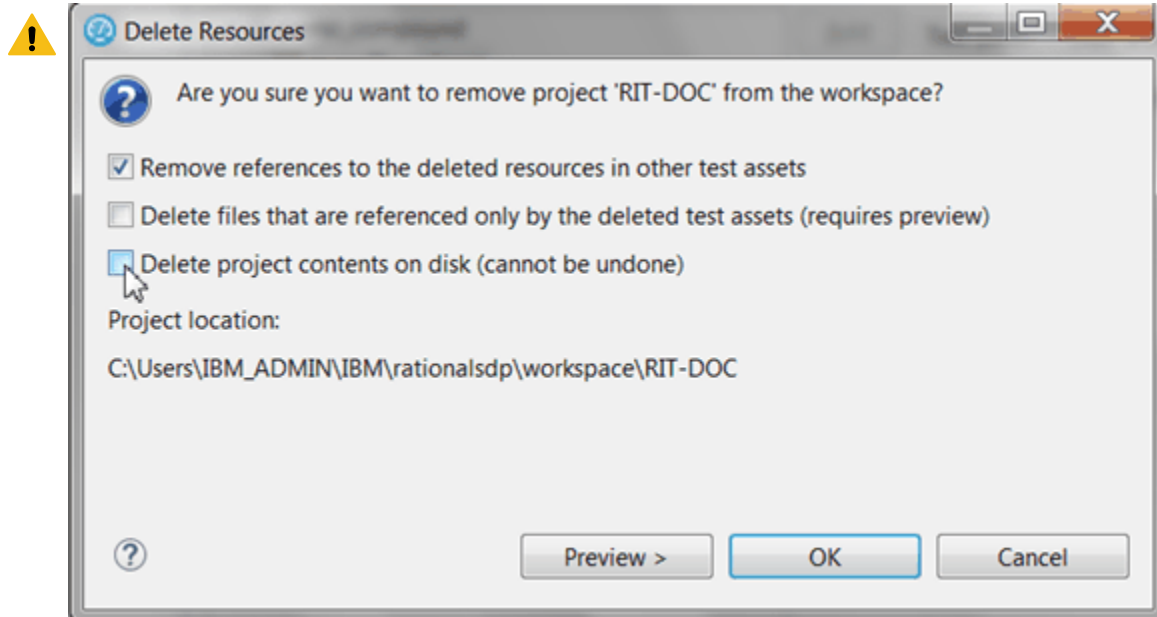 Delete Resources
Are you sure you want to remove project 'RIT-DOC' from the workspace?
Remove references to the deleted resources in other test assets
Delete files that are referenced only by the deleted test assets (requires preview)
Delete project contents on disk (cannot be undone)
Project location:
C:\Users\IBM_ADMIN\IBM\rationalsdp\workspace\RIT-DOC
Preview > OK Cancel